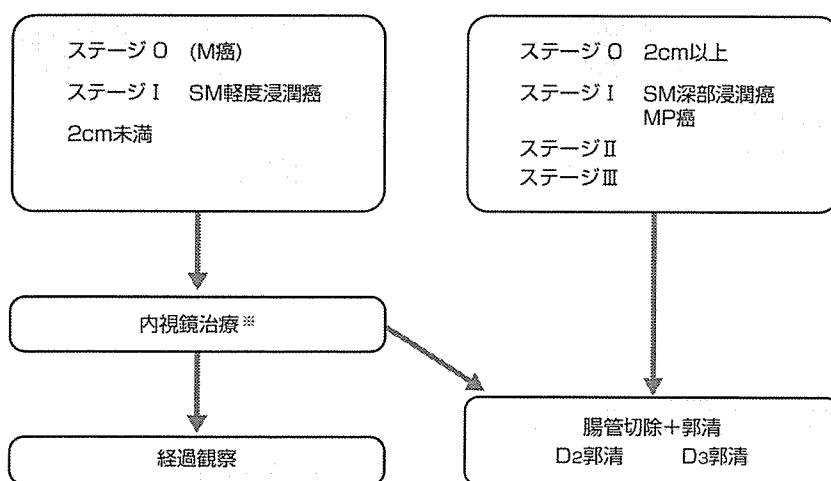 ステージ 0 (M癌)
ステージ I SM軽度浸潤癌
2cm未満
ステージ 0 2cm以上
ステージ I SM深部浸潤癌
MP癌
ステージⅡ
ステージⅢ
内視鏡治療※
経過観察
腸管切除+郭清
D2郭清 D3郭清